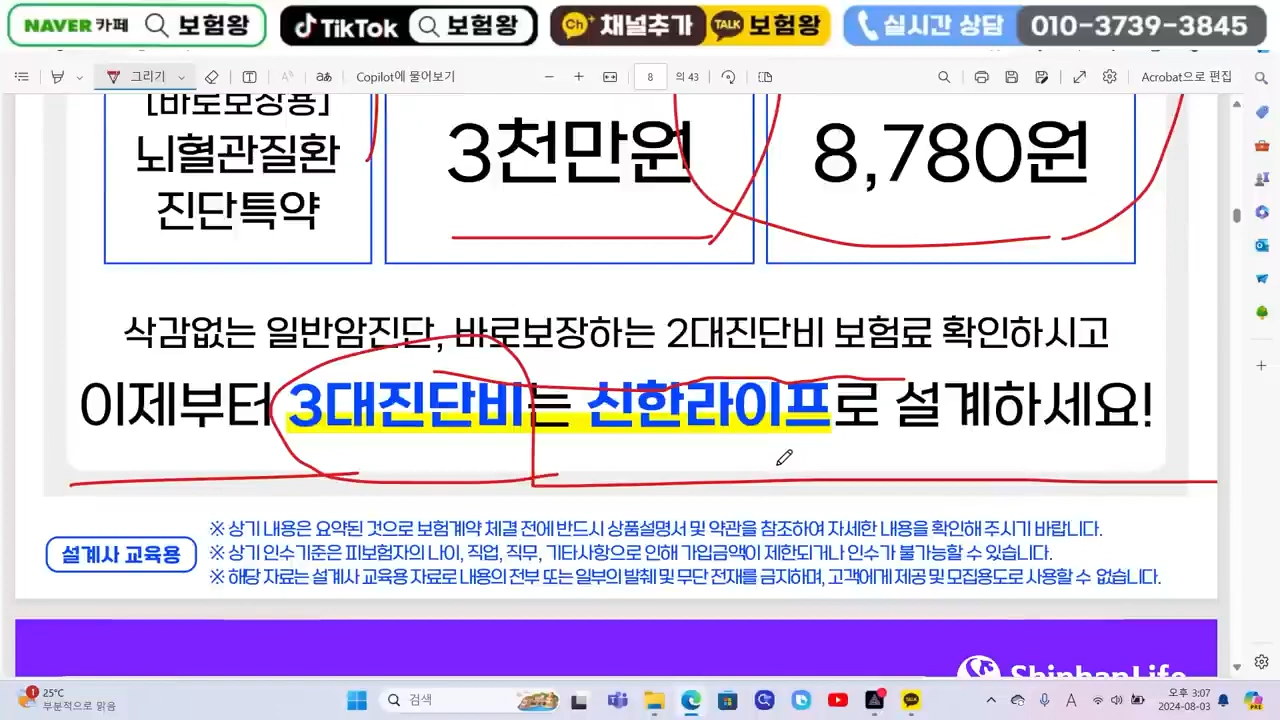 NAVER 카페 보험왕
TikTok 보험왕
Ch+ 채널추가 TALK 보험왕
실시간 상담 010-3739-3845
그리기
Copilot에 물어보기
8 의 43
Acrobat으로 편집
[바로보장용]
뇌혈관질환
진단특약
3천만원
8,780원
삭감없는 일반암진단, 바로보장하는 2대진단비 보험료 확인하시고
이제부터 3대진단비는 신한라이프로 설계하세요!
설계사 교육용
※ 상기 내용은 요약된 것으로 보험계약 체결 전에 반드시 상품설명서 및 약관을 참조하여 자세한 내용을 확인해 주시기 바랍니다.
※ 상기 인수기준은 피보험자의 나이, 직업, 직무, 기타사항으로 인해 가입금액이 제한되거나 인수가 불가능할 수 있습니다.
※ 해당 자료는 설계사 교육용 자료로 내용의 전부 또는 일부의 발췌 및 무단 전재를 금지하며, 고객에게 제공 및 모집용도로 사용할 수 없습니다.
ShinhanLife
1
25°C
부분적으로 맑음
검색
A
오후 3:07
2024-08-03